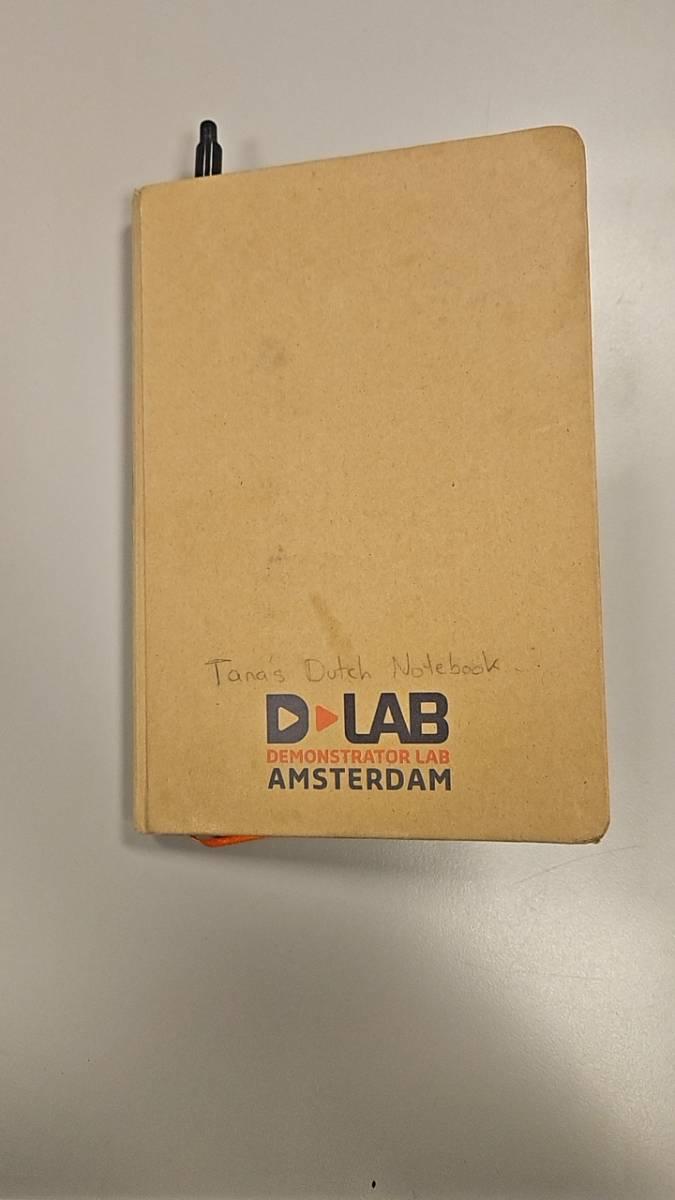 Tana's Dutch Notebook
D LAB
DEMONSTRATOR LAB
AMSTERDAM